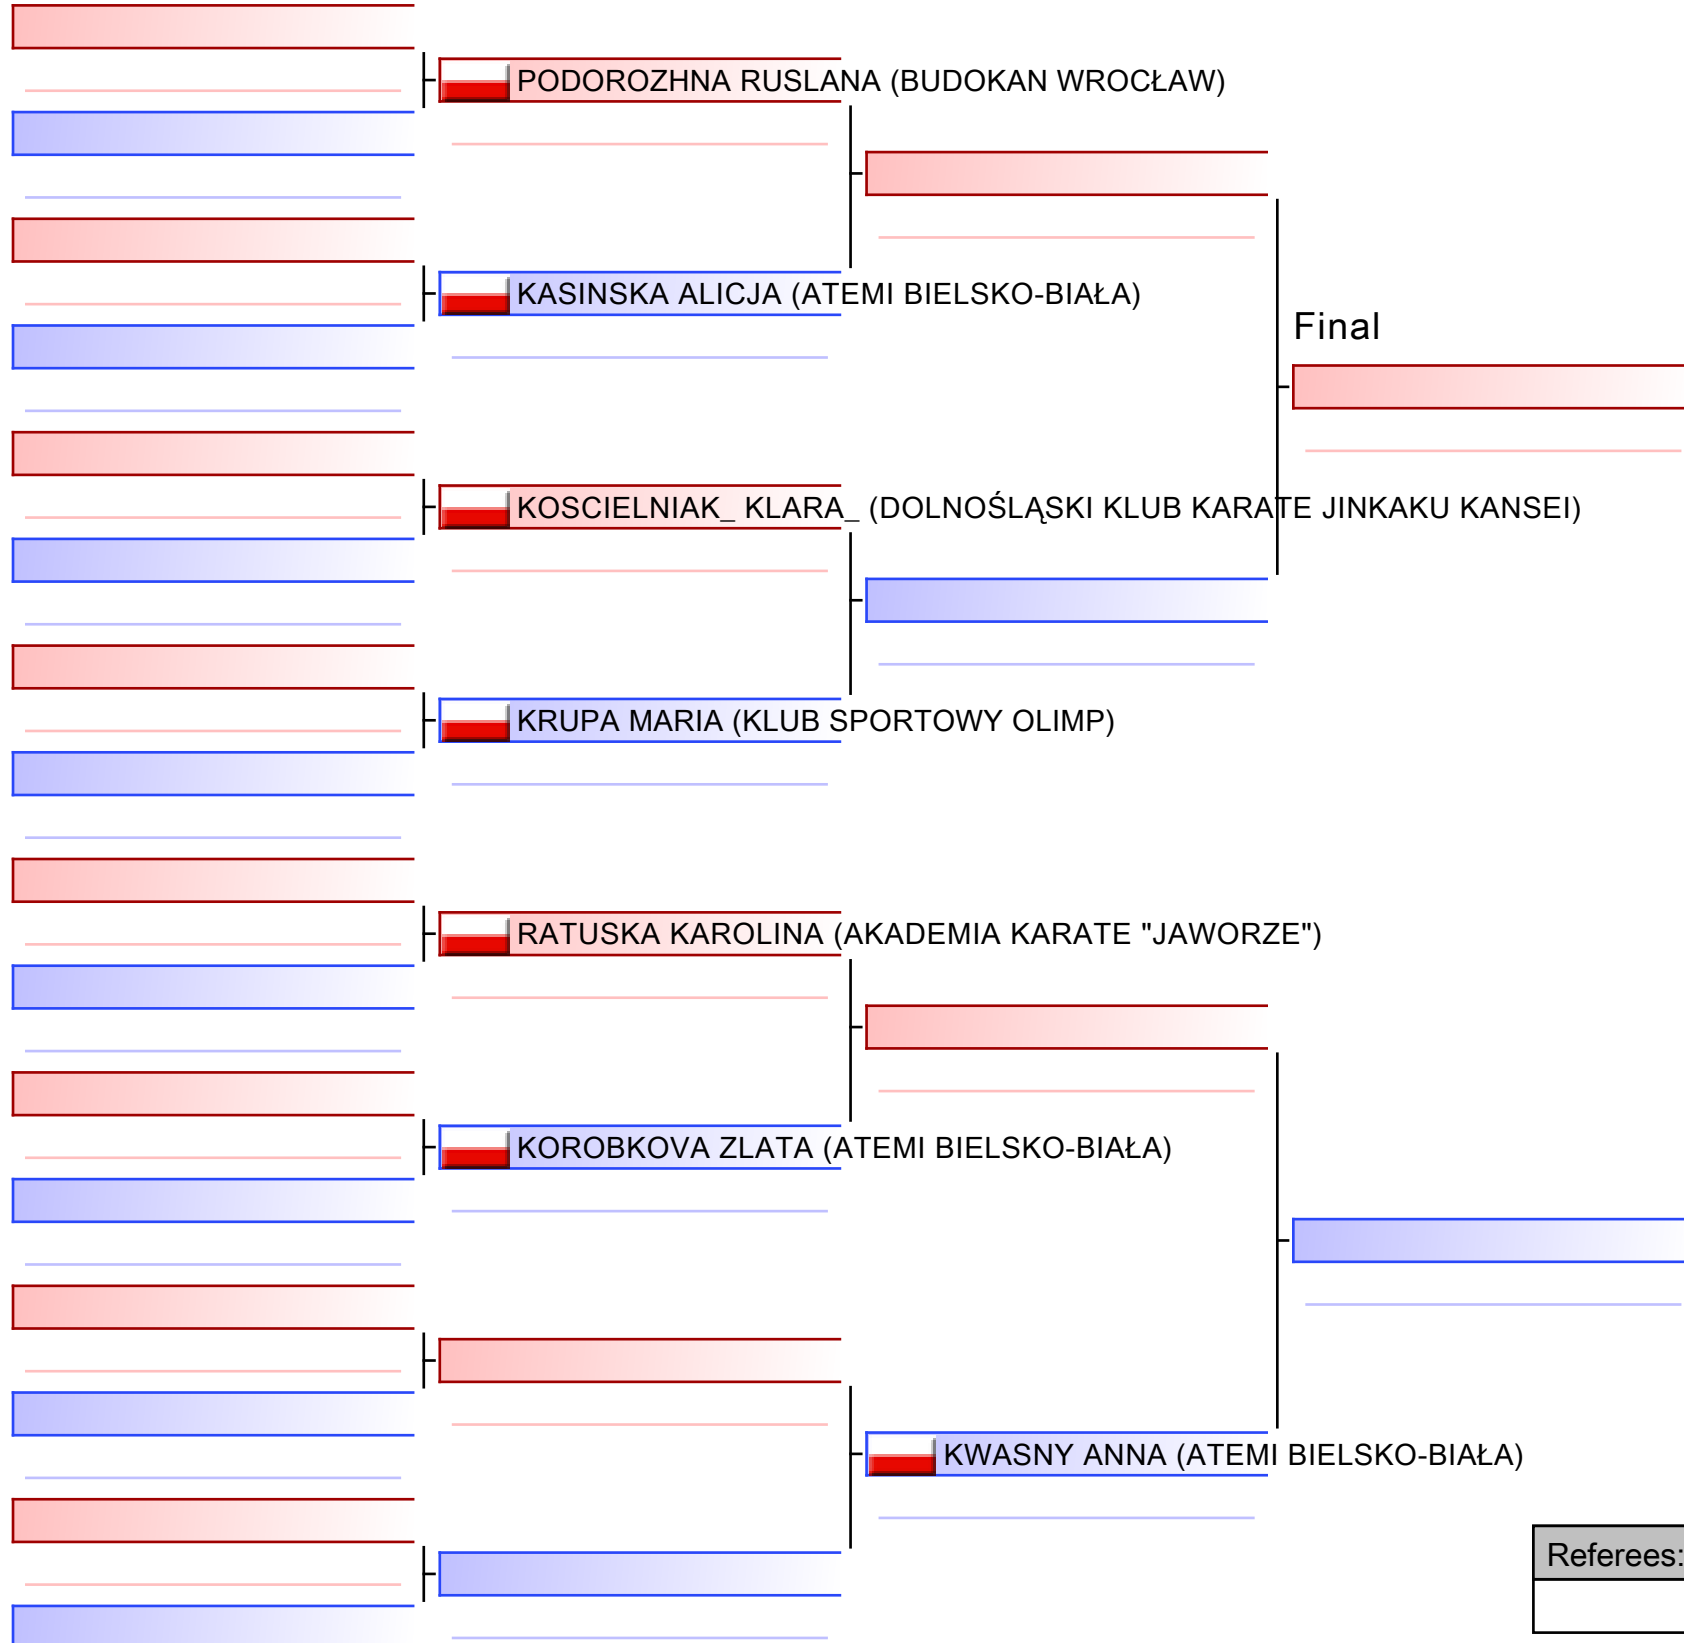 PODOROZHNA RUSLANA (BUDOKAN WROCŁAW)
KASINSKA ALICJA (ATEMI BIELSKO-BIAŁA)
Final
KOSCIELNIAK_ KLARA_ (DOLNOŚLĄSKI KLUB KARATE JINKAKU KANSEI)
KRUPA MARIA (KLUB SPORTOWY OLIMP)
RATUSKA KAROLINA (AKADEMIA KARATE "JAWORZE")
KOROBKOVA ZLATA (ATEMI BIELSKO-BIAŁA)
KWASNY ANNA (ATEMI BIELSKO-BIAŁA)
Referees: